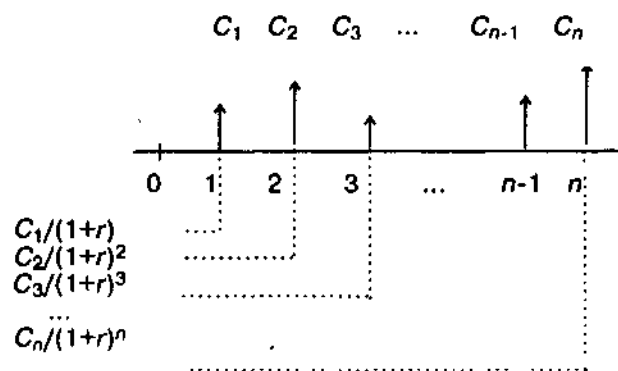 C₁ C₂ C₃ ... Cₙ₋₁ Cₙ
0 1 2 3 ... n-1 n
C₁/(1+r)
C₂/(1+r)²
C₃/(1+r)³
...
Cₙ/(1+r)ⁿ